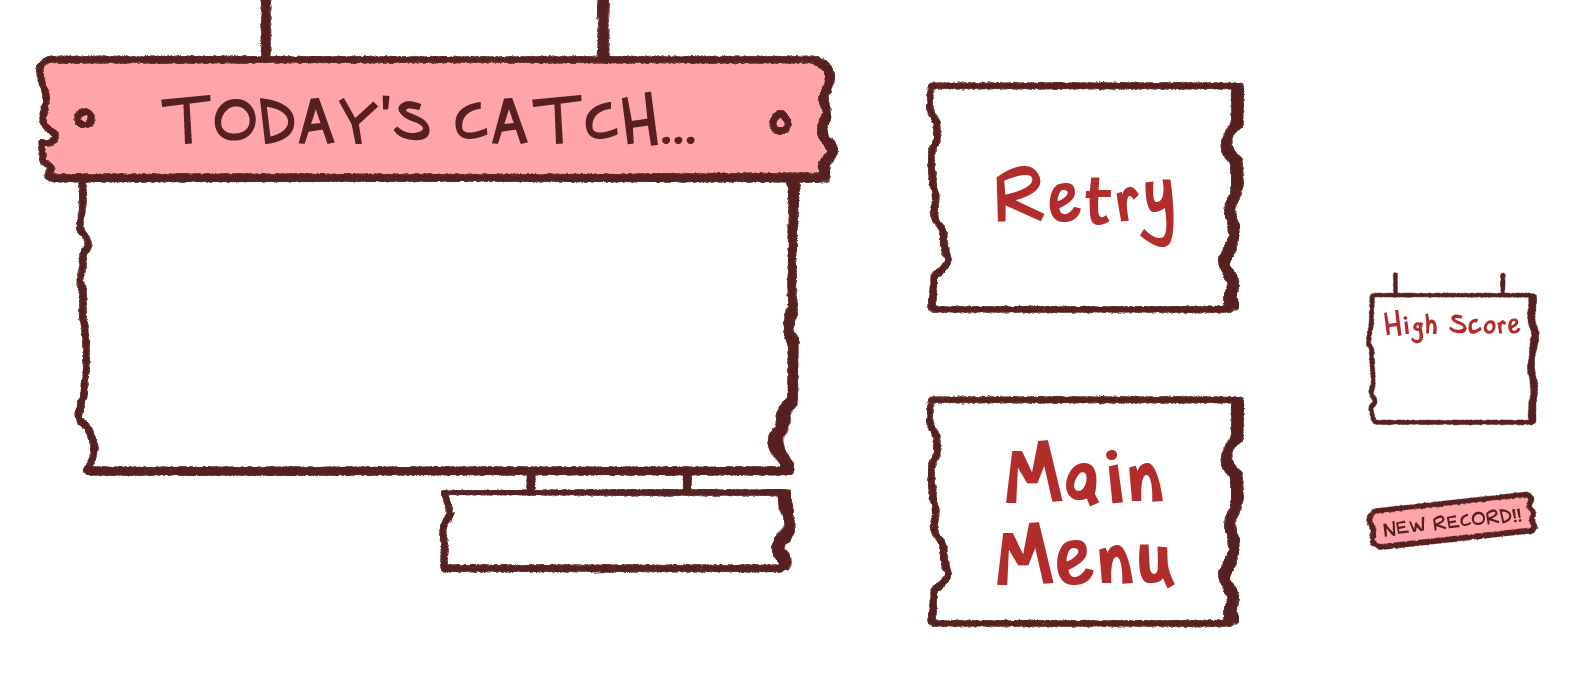 TODAY'S CATCH...
Retry
Main
Menu
High Score
NEW RECORD!!